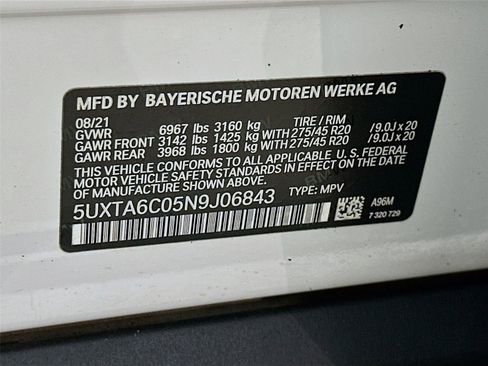 MFD BY BAYERISCHE MOTOREN WERKE AG
08/21 TIRE / RIM
GVWR 6967 lbs 3160 kg
GAWR FRONT 3142 lbs 1425 kg WITH 275/45 R20 /9.0J x 20
GAWR REAR 3968 lbs 1800 kg WITH 275/45 R20 /9.0J x 20
THIS VEHICLE CONFORMS TO ALL APPLICABLE U.S. FEDERAL
MOTOR VEHICLE SAFETY STANDARDS IN EFFECT ON THE DATE
OF MANUFACTURE SHOWN ABOVE.
5UXTA6C05N9J06843 TYPE: MPV
A96M
7 320 729